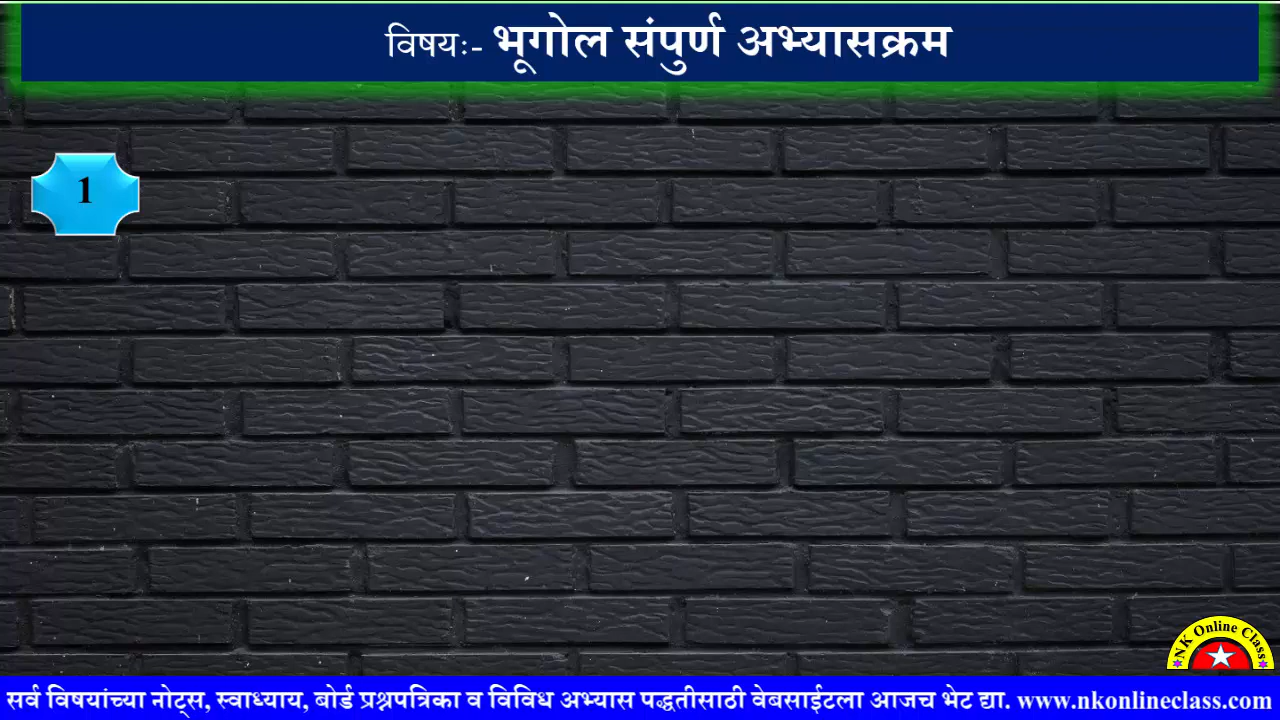 विषयः- भूगोल संपुर्ण अभ्यासक्रम
1
NK Online Class
सर्व विषयांच्या नोट्स, स्वाध्याय, बोर्ड प्रश्नपत्रिका व विविध अभ्यास पद्धतीसाठी वेबसाईटला आजच भेट द्या. www.nkonlineclass.com